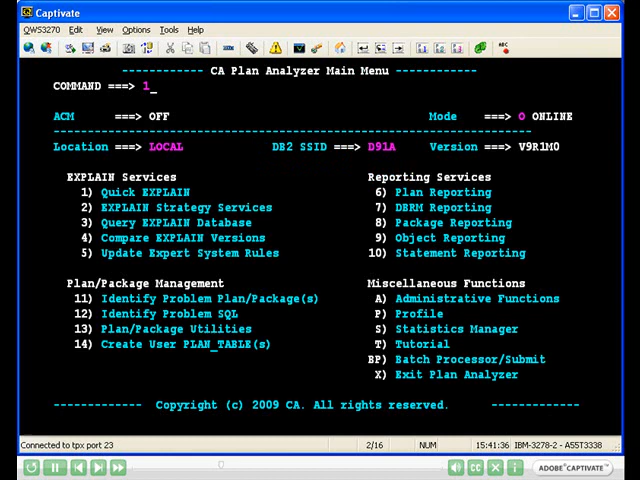 Captivate
QWS3270 Edit View Options Tools Help
ABC
------------ CA Plan Analyzer Main Menu ------------
COMMAND ===> 1_
ACM ===> OFF Mode ===> O ONLINE
Location ===> LOCAL DB2 SSID ===> D91A Version ===> V9R1M0
EXPLAIN Services Reporting Services
1) Quick EXPLAIN 6) Plan Reporting
2) EXPLAIN Strategy Services 7) DBRM Reporting
3) Query EXPLAIN Database 8) Package Reporting
4) Compare EXPLAIN Versions 9) Object Reporting
5) Update Expert System Rules 10) Statement Reporting
Plan/Package Management Miscellaneous Functions
11) Identify Problem Plan/Package(s) A) Administrative Functions
12) Identify Problem SQL P) Profile
13) Plan/Package Utilities S) Statistics Manager
14) Create User PLAN_TABLE(s) T) Tutorial
BP) Batch Processor/Submit
X) Exit Plan Analyzer
------------- Copyright (c) 2009 CA. All rights reserved. -------------
Connected to tpx port 23 2/16 NUM 15:41:36 IBM-3278-2 - A55T3338
CC ADOBE® CAPTIVATE®